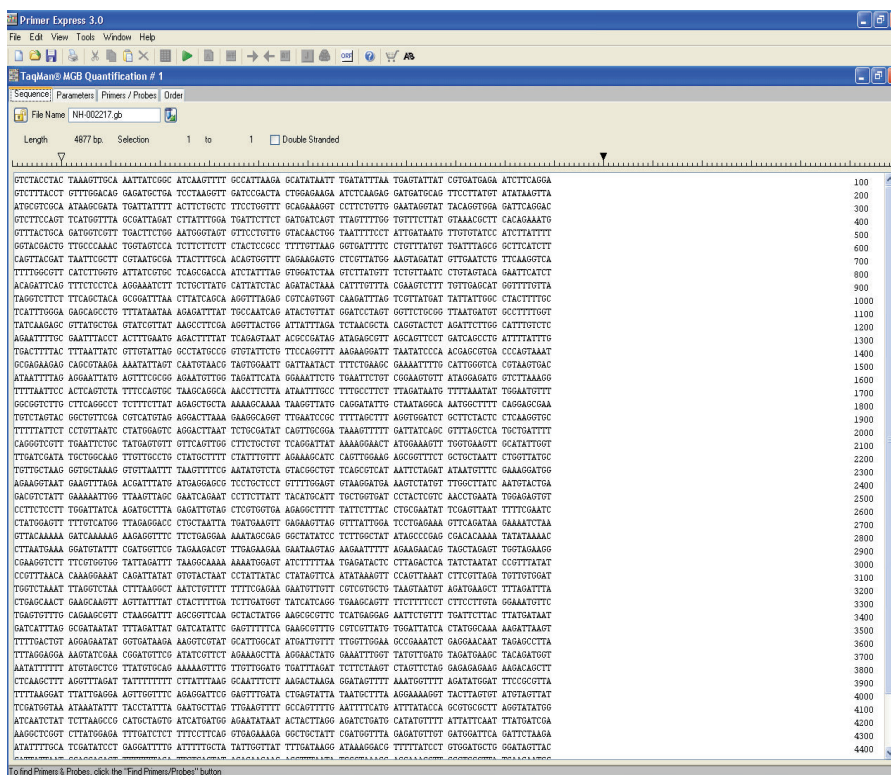 Primer Express 3.0
File Edit View Tools Window Help
TaqMan® MGB Quantification # 1
Sequence Parameters Primers / Probes Order
File Name NH-002217.gb
Length 4877 bp. Selection 1 to 1 Double Stranded
GTCTACCTAC TAAAGTTGCA AATTATCGGC ATCAAGTTTT GCCATTAAGA GCATATAATT TGATATTTAA TGAGTATTAT CGTGATGAGA ATCTTCAGGA 100
GTCTTTACCT GTTTGGACAG GAGATGCTGA TCCTAAGGTT GATCCGACTA CTGGAGAAGA ATCTCAAGAG GATGATGCAG TTCCTTATGT ATATAAGTTA 200
ATGCGTCGCA ATAAGCGATA TGATTATTTT ACTTCTGCTC TTCCTGGTTT GCAGAAAGGT CCTTCTGTTG GAATAGGTAT TACAGGTGGA GATTCAGGAC 300
GTCTTCCAGT TCATGGTTTA GCGATTAGAT CTTATTTGGA TGATTCTTCT GATGATCAGT TTAGTTTTGG TGTTTCTTAT GTAAACGCTT CACAGAAATG 400
GTTTACTGCA GATGGTCGTT TGACTTCTGG AATGGGTAGT GTTCCTGTTG GTACAACTGG TAATTTTCCT ATTGATAATG TTGTGTATCC ATCTTATTTT 500
GGTACGACTG TTGCCCAAAC TGGTAGTCCA TCTTCTTCTT CTACTCCGCC TTTTGTTAAG GGTGATTTTC CTGTTTATGT TGATTTAGCG GCTTCATCTT 600
CAGTTACGAT TAATTCGCTT CGTAATGCGA TTACTTTGCA ACAGTGGTTT GAGAAGAGTG CTCGTTATGG AAGTAGATAT GTTGAATCTG TTCAAGGTCA 700
TTTTGGCGTT CATCTTGGTG ATTATCGTGC TCAGCGACCA ATCTATTTAG GTGGATCTAA GTCTTATGTT TCTGTTAATC CTGTAGTACA GAATTCATCT 800
ACAGATTCAG TTTCTCCTCA AGGAAATCTT TCTGCTTATG CATTATCTAC AGATACTAAA CATTTGTTTA CGAAGTCTTT TGTTGAGCAT GGTTTTGTTA 900
TAGGTCTTCT TTCAGCTACA GCGGATTTAA CTTATCAGCA AGGTTTAGAG CGTCAGTGGT CAAGATTTAG TCGTTATGAT TATTATTGGC CTACTTTTGC 1000
TCATTTGGGA GAGCAGCCTG TTTATAATAA AGAGATTTAT TGCCAATCAG ATACTGTTAT GGATCCTAGT GGTTCTGCGG TTAATGATGT GCCTTTTGGT 1100
TATCAAGAGC GTTATGCTGA GTATCGTTAT AAGCCTTCGA AGGTTACTGG ATTATTTAGA TCTAACGCTA CAGGTACTCT AGATTCTTGG CATTTGTCTC 1200
AGAATTTTGC GAATTTACCT ACTTTGAATG AGACTTTTAT TCAGAGTAAT ACGCCGATAG ATAGAGCGTT AGCAGTTCCT GATCAGCCTG ATTTTATTTG 1300
TGACTTTTAC TTTAATTATC GTTGTATTAG GCCTATGCCG GTGTATTCTG TTCCAGGTTT AAGAAGGATT TAATATCCCA ACGAGCGTGA CCCAGTAAAT 1400
GCGAGAAGAG CAGCGTAAGA AAATATTAGT CAATGTAACG TAGTGGAATT GATTAATACT TTTCTGAAGC GAAAATTTTG CATTGGGTCA CGTAAGTGAC 1500
ATAATTTTAG AGGAATTATG AGTTTCGCGG AGAATGTTGG TAGATTCATA GGAAATTCTG TGAATTCTGT CGGAAGTGTT ATAGGAGATG GTCTTAAAGG 1600
TTTTAATTCC ACTCAGTCTA TTTCCAGTGC TAAGCAGGCA AACCTTCTTA ATAATTTGCC TTTGCCTTCT TTAGATAATG TTTTAAATAT TGGAATGTTT 1700
GGCGGTCTTG CTTCAGGCCT TCTTTCTTAT AGAGCTGCTA AAAAGCAAAA TAAGGTTATG CAGGATATTG CTAATAGGCA AATGGCTTTT CAGGAGCGAA 1800
TGTCTAGTAC GGCTGTTCGA CGTCATGTAG AGGACTTAAA GAAGGCAGGT TTGAATCCGC TTTTAGCTTT AGGTGGATCT GCTTCTACTC CTCAAGGTGC 1900
TTTTTATTCT CCTGTTAATC CTATGGAGTC AGGACTTAAT TCTGCGATAT CAGTTGCGGA TAAAGTTTTT GATTATCAGC GTTTAGCTCA TGCTGATTTT 2000
CAGGGTCGTT TGAATTCTGC TATGAGTGTT GTTCAGTTGG CTTCTGCTGT TCAGGATTAT AAAAGGAACT ATGGAAAGTT TGGTGAAGTT GCATATTGGT 2100
TTGATCGATA TGCTGGCAAG GTTGTTGCCTG CTATGCTTTT CTATTTGTTT AGAAAGCATC CAGTTGGAAG AGCGGTTTCT GCTGCTAATT CTGGTTATGC 2200
TGTTGCTAAG GGTGCTAAAG GTGTTAATTT TAAGTTTTCG AATATGTCTA GTACGGCTGT TCAGCGTCAT AATTCTAGAT ATAATGTTTC GAAAGGATGG 2300
AGAAGGTAAT GAAGTTTAGA ACGATTTATG ATGAGGAGCG TCCTGCTCCT GTTTTGGAGT GTAAGGATGA AAGTCTATGT TTGGCTTATC AATGTACTGA 2400
GACGTCTATT GAAAAATTGG TTAAGTTAGC GAATCAGAAT CCTTCTTATT TACATGCATT TGCTGGTGAT CCTACTCGTC AACCTGAATA TGGAGAGTGT 2500
CCTTCTCCTT TGGATTATCA AGATGCTTTA GAGATTGTAG CTCGTGGTGA AGAGGCTTTT TATTCTTTAC CTGCGAATAT TCGAGTTAAT TTTTCGAATC 2600
CTATGGAGTT TTTGTCATGG TTAGAGGACC CTGCTAATTA TGATGAAGTT GAGAAGTTAG GTTTATTGGA TCCTGAGAAA GTTCAGATAA GAAAATCTAA 2700
GTTACAAAAA GATCAAAAAG AAGAGGTTTC TTCTGAGGAA AAATAGCGAG GGCTATATCC TCTTGGCTAT ATAGCCCGAG CGACACAAAA TATATAAAAC 2800
CTTAATGAAA GGATGTATTT CGATGGTTCG TAGAAGACGT TTGAGAAGAA GAATAAGTAG AAGAATTTTT AGAAGAACAG TAGCTAGAGT TGGTAGAAGG 2900
CGAAGGTCTT TTCGTGGTGG TATTAGATTT TAAGGCAAAA AAAATGGAGT ATCTTTTTAA TGAGATACTC CTTAGACTCA TATCTAATAT CCGTTTATAT 3000
CCGTTTAACA CAAAGGAAAT CAGATTATAT GTGTACTAAT CCTATTATAC CTATAGTTCA ATATAAAGTT CCAGTTAAAT CTTCGTTAGA TGTTGTGGAT 3100
TGGTCTAAAT TTAGGTCTAA CTTTAAGGCT AATCTGTTTT TTTTCGAGAA GAATGTTGTT CGTCGTGCTG TAAGTAATGT AGATGAAGCT TTTAGATTTA 3200
CTGAGCAACT GAAGCAAGTT AGTTATTTAT CTACTTTTGA TCTTGATGGT TATCATCAGG TGAAGCAGTT TTCTTTTCCT CTTCCTTGTA GGAAATGTTC 3300
TGAGTGTTTG CAGAAGCGTT CTAAGGATTT AGCGGTTCAA GCTACTATGG AAGCGCGTTC TCATGAGGAG AATTCTGTTT TGATTCTTAC TTATGATAAT 3400
GATCATTTAG GCGATAATAT TTTAGATTAT GATCATATTC GAGTTTTTCA GAAGCGTTTG CGTCGTTATG TGGATTATCA CTATGGCAAA AAGATTAAGT 3500
TTTTGACTGT AGGAGAATAT GGTGATAAGA AAGGTCGTAT GCATTGGCAT ATGATTGTTT TTGGTTGGAA GCCGAAATCT GAGGAACAAT TAGAGCCTTA 3600
TTTAGGAGGA AAGTATCGAA CGGATGTTCG ATATCGTTCT AGAAAGCTTA AGGAACTATG GAAATTTGGT TATGTTGATG TAGATGAAGC TACAGATGGT 3700
AATATTTTTT ATGTAGCTCG TTATGTGCAG AAAAAGTTTG TGTTGGATGG TGATTTAGAT TCTTCTAAGT CTAGTTCTAG GAGAGAGAAG AAGACAGCTT 3800
CTCAAGCTTT AGGTTTAGAT TATTTTTTTT CTTATTTAAG GCAATTTCTT AAGACTAAGA GGATAGTTTT AAATGGTTTT AGATATGGAT TTCCGCGTTA 3900
TTTTAAGGAT TATTGAGGAA AGTTGGTTTC AGAGGATTCG GAGTTTGATA CTGAGTATTA TAATGCTTTA AGGAAAAGGT TACTTAGTGT ATGTAGTTAT 4000
TCGATGGTAA ATAAATATTT TACCTATTTA GAATGCTTAG TTGAAGTTTT GCCAGTTTTG AATTTTCATG ATTTATACCA GCGTGCGCTT AGGTATATGG 4100
ATCAATCTAT TCTTAAGCCG CATGCTAGTG ATCATGATGG AGAATATAAT ACTACTTAGG AGATCTGATG CATATGTTTT ATTATTCAAT TTATGATCGA 4200
AAGGCTCGGT CTTATGGAGA TTTGATCTCT TTTCCTTCAG GTGAGAAAGA GGCTGCTATT CGATGGTTTA GAGATGTTGT GATGGATTCA GATTCTAAGA 4300
ATATTTTGCA TCGATATCCT GAGGATTTTG ATTTTTGCTA TATTGGTTAT TTGATAAGG ATAAAGGACG TTTTTATCCT GTGGATGCTG GGATAGTTAC 4400
To find Primers & Probes, click the "Find Primers/Probes" button